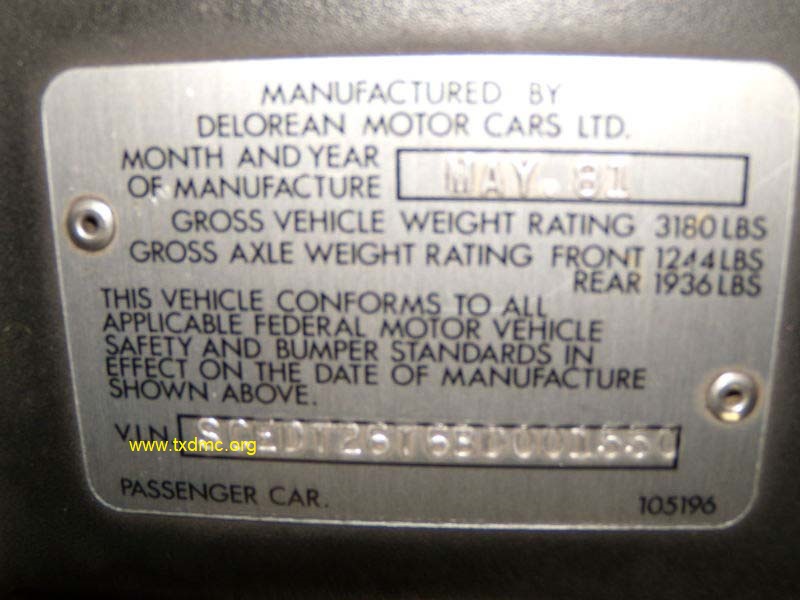 MANUFACTURED BY
DELOREAN MOTOR CARS LTD.
MONTH AND YEAR
OF MANUFACTURE MAY.81
GROSS VEHICLE WEIGHT RATING 3180 LBS
GROSS AXLE WEIGHT RATING FRONT 1244 LBS
REAR 1936 LBS
THIS VEHICLE CONFORMS TO ALL
APPLICABLE FEDERAL MOTOR VEHICLE
SAFETY AND BUMPER STANDARDS IN
EFFECT ON THE DATE OF MANUFACTURE
SHOWN ABOVE.
V.I.N. SCEDT26T6BD001550
www.txdmc.org
PASSENGER CAR. 105196